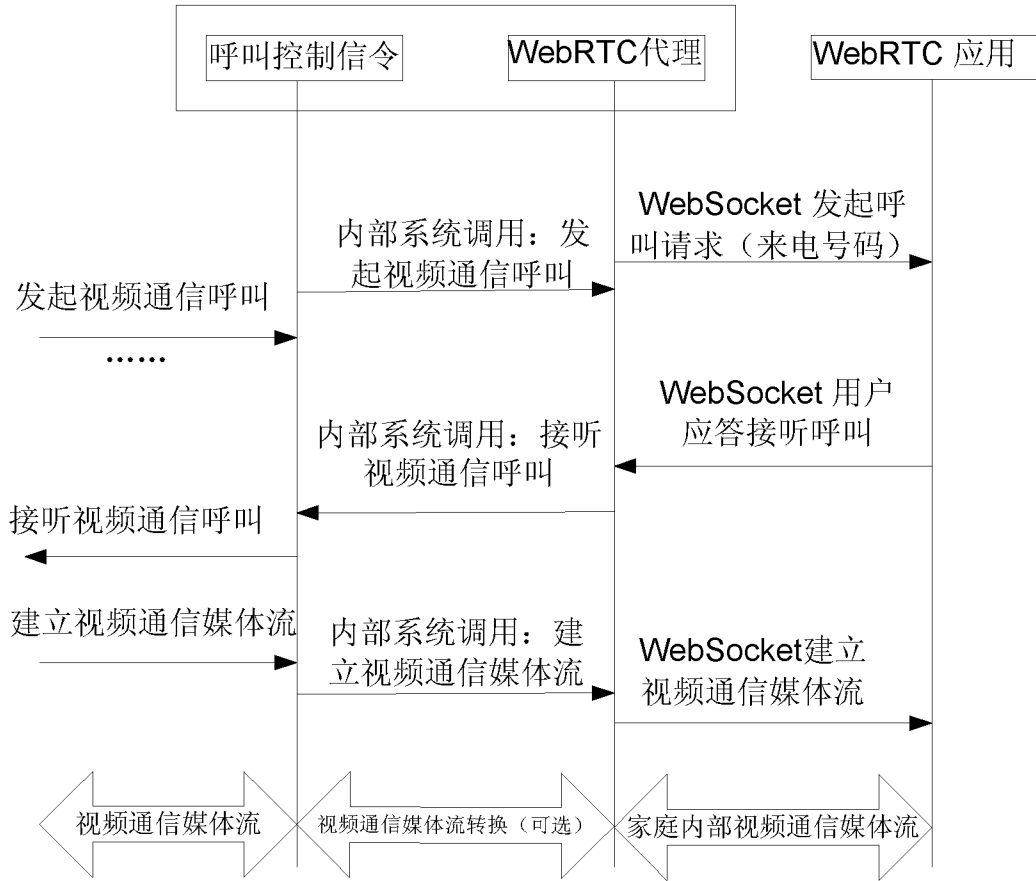 呼叫控制信令
WebRTC代理
WebRTC 应用
WebSocket 发起呼
叫请求（来电号码）
内部系统调用：发
起视频通信呼叫
发起视频通信呼叫
......
WebSocket 用户
应答接听呼叫
内部系统调用：接听
视频通信呼叫
接听视频通信呼叫
建立视频通信媒体流
内部系统调用：建
立视频通信媒体流
WebSocket建立
视频通信媒体流
视频通信媒体流
视频通信媒体流转换（可选）
家庭内部视频通信媒体流